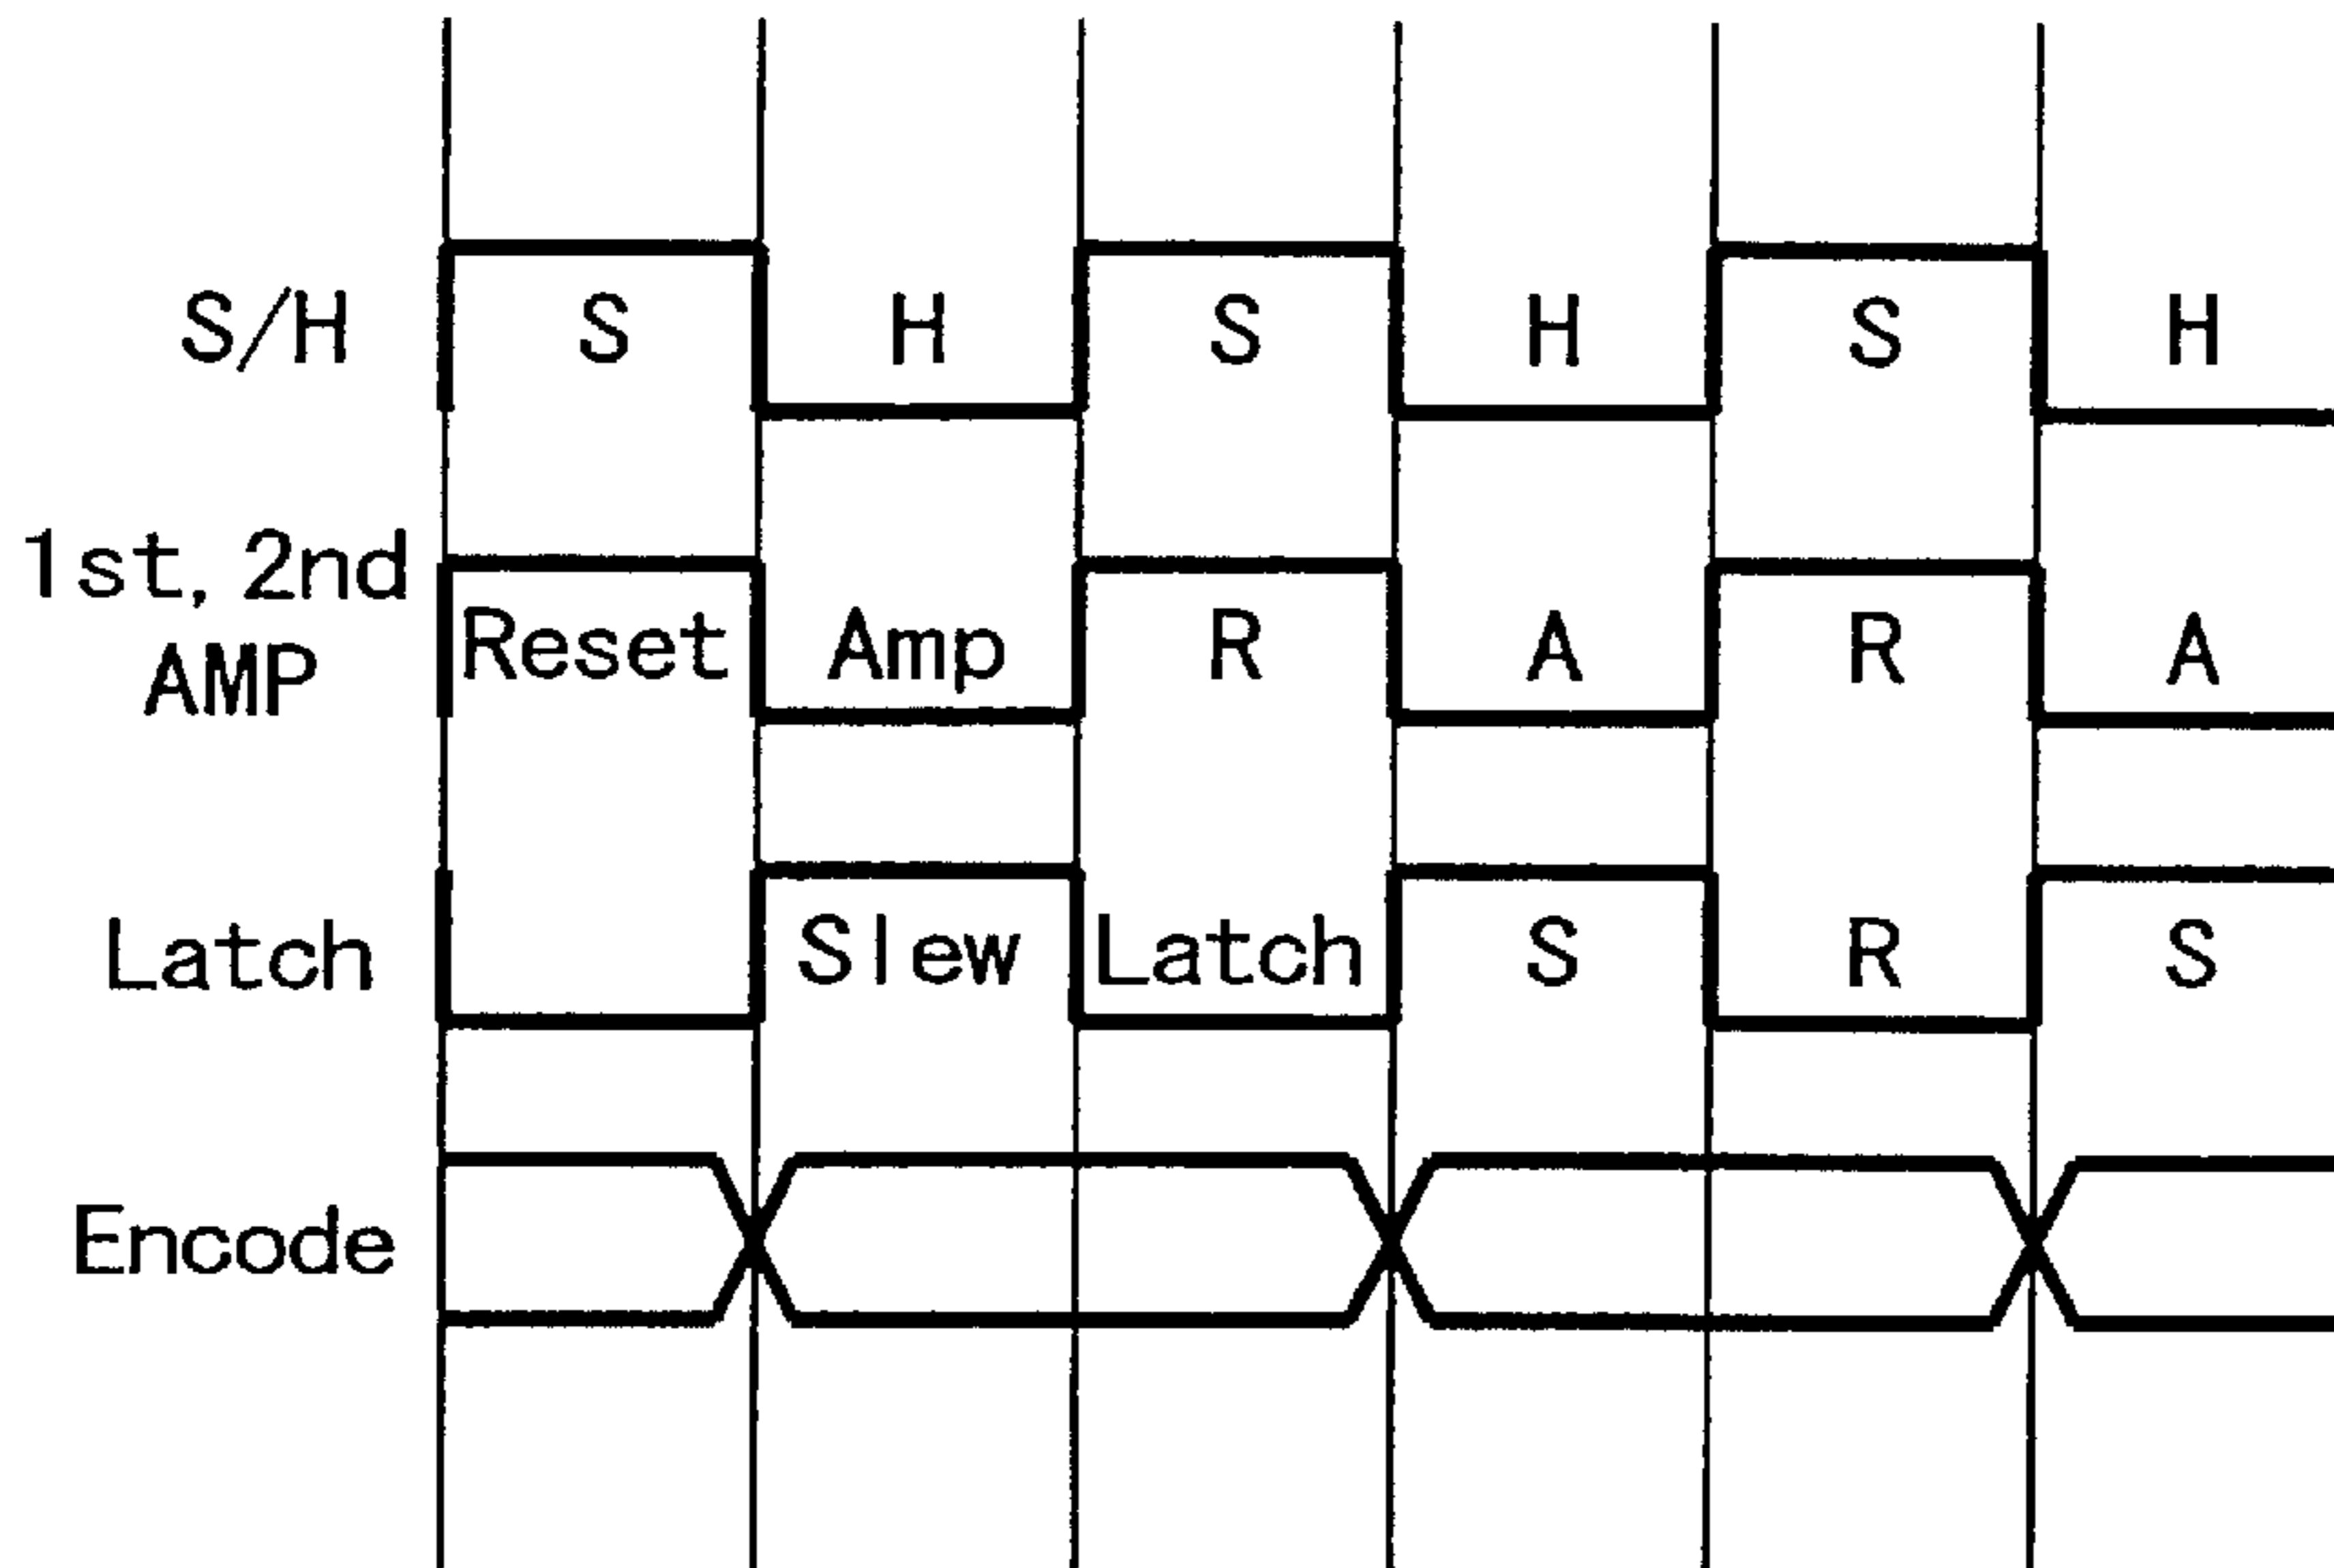 S/H S H S H S H
1st, 2nd
AMP
Reset Amp R A R A
Latch Slew Latch S R S
Encode